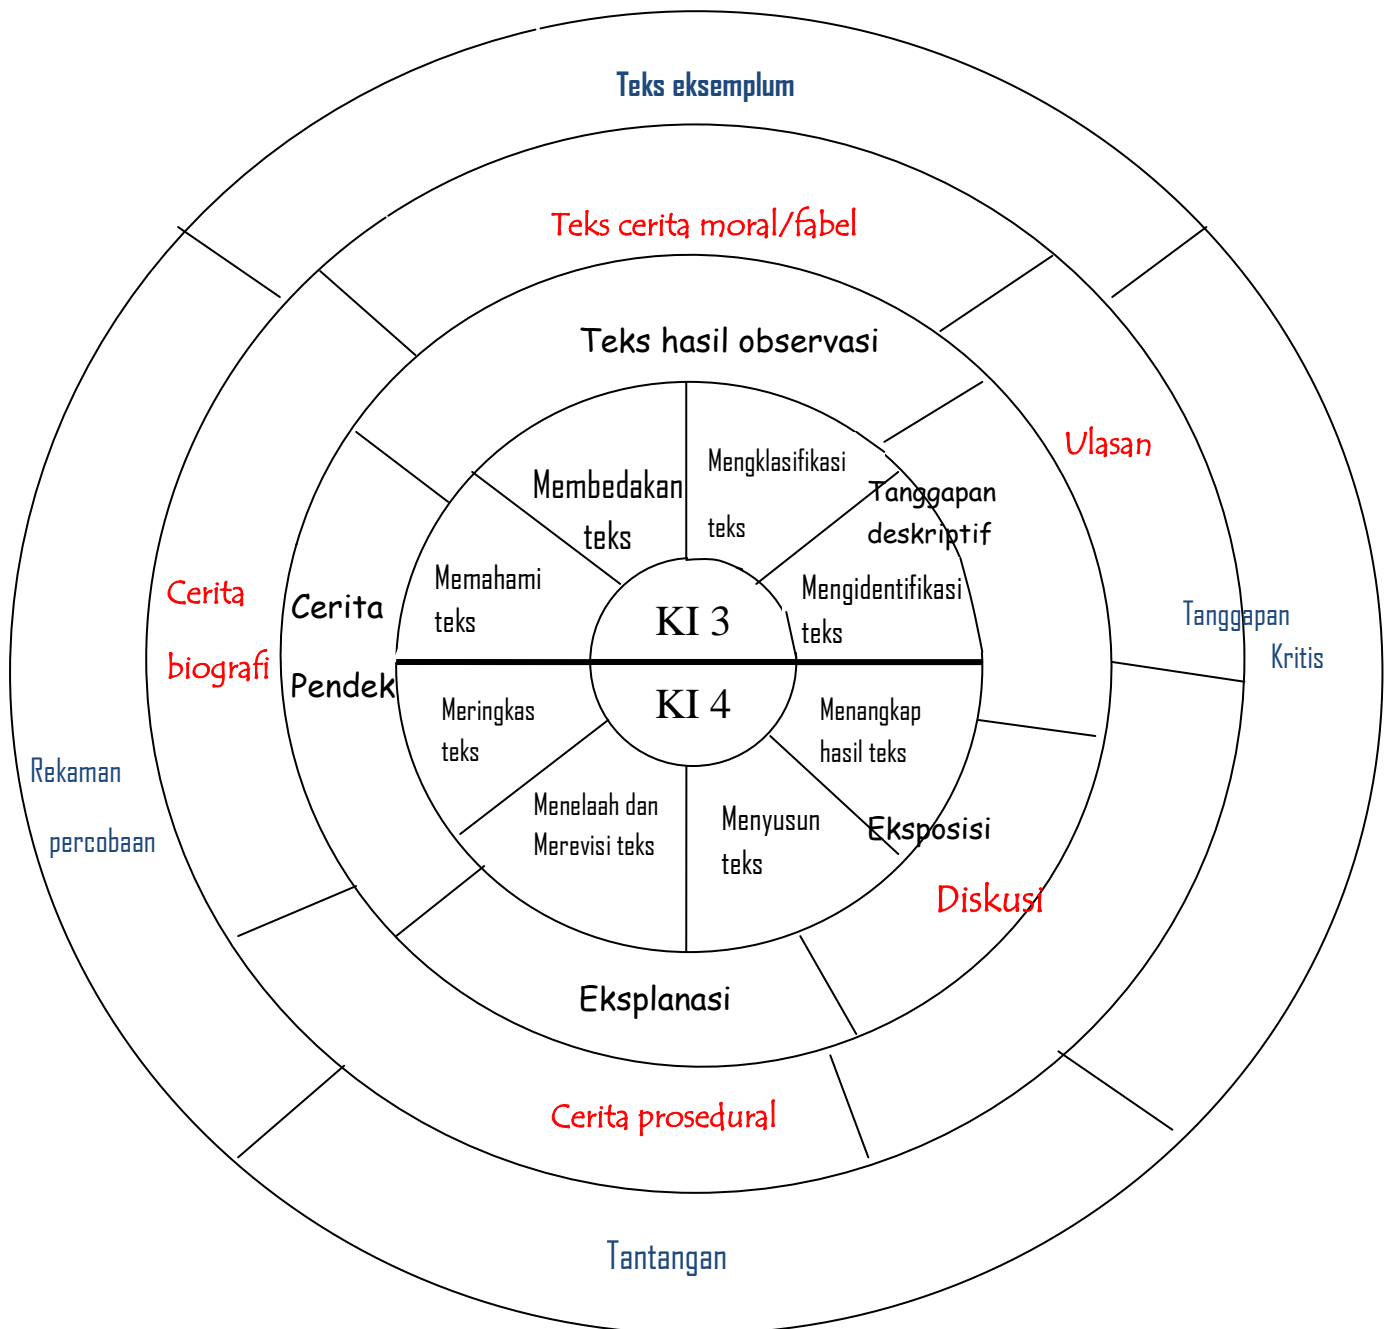 Teks eksemplum
Teks cerita moral/fabel
Teks hasil observasi
Ulasan
Mengklasifikasi
teks
Membedakan
teks
Tanggapan
deskriptif
Memahami
teks
Mengidentifikasi
teks
Cerita
biografi
Cerita
Pendek
KI 3
KI 4
Tanggapan
Kritis
Meringkas
teks
Menangkap
hasil teks
Rekaman
percobaan
Menelaah dan
Merevisi teks
Menyusun
teks
Eksposisi
Diskusi
Eksplanasi
Cerita prosedural
Tantangan